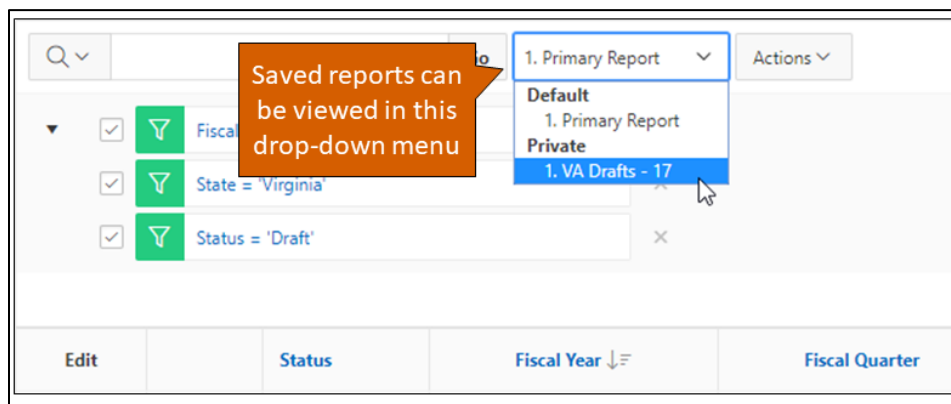 1. Primary Report
Actions
Saved reports can
be viewed in this
drop-down menu
Default
1. Primary Report
Private
1. VA Drafts - 17
Fiscal
State = 'Virginia'
Status = 'Draft'
Edit
Status
Fiscal Year
Fiscal Quarter